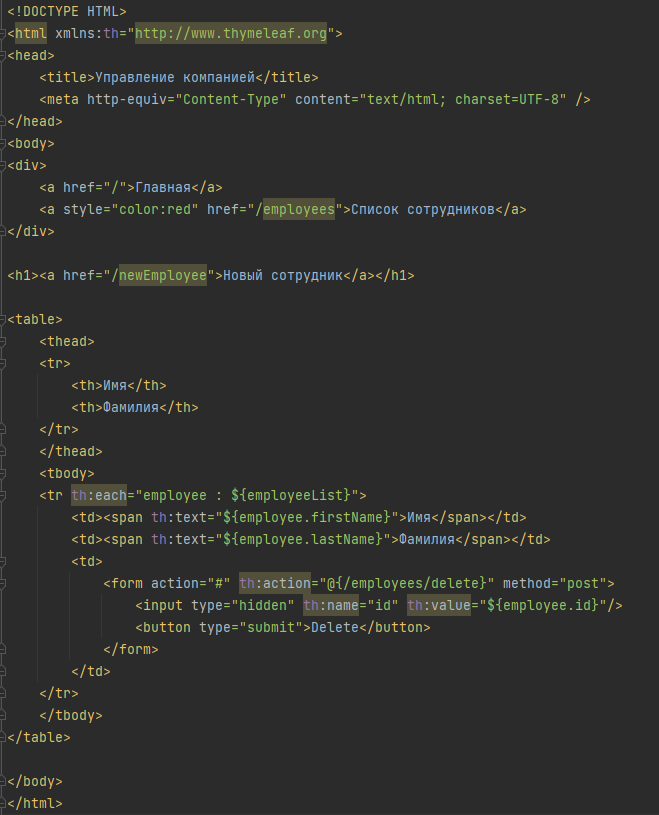 <!DOCTYPE HTML>
<html xmlns:th="http://www.thymeleaf.org">
<head>
    <title>Управление компанией</title>
    <meta http-equiv="Content-Type" content="text/html; charset=UTF-8" />
</head>
<body>
<div>
    <a href="/">Главная</a>
    <a style="color:red" href="/employees">Список сотрудников</a>
</div>

<h1><a href="/newEmployee">Новый сотрудник</a></h1>

<table>
    <thead>
    <tr>
        <th>Имя</th>
        <th>Фамилия</th>
    </tr>
    </thead>
    <tbody>
    <tr th:each="employee : ${employeeList}">
        <td><span th:text="${employee.firstName}">Имя</span></td>
        <td><span th:text="${employee.lastName}">Фамилия</span></td>
        <td>
            <form action="#" th:action="@{/employees/delete}" method="post">
                <input type="hidden" th:name="id" th:value="${employee.id}"/>
                <button type="submit">Delete</button>
            </form>
        </td>
    </tr>
    </tbody>
</table>

</body>
</html>